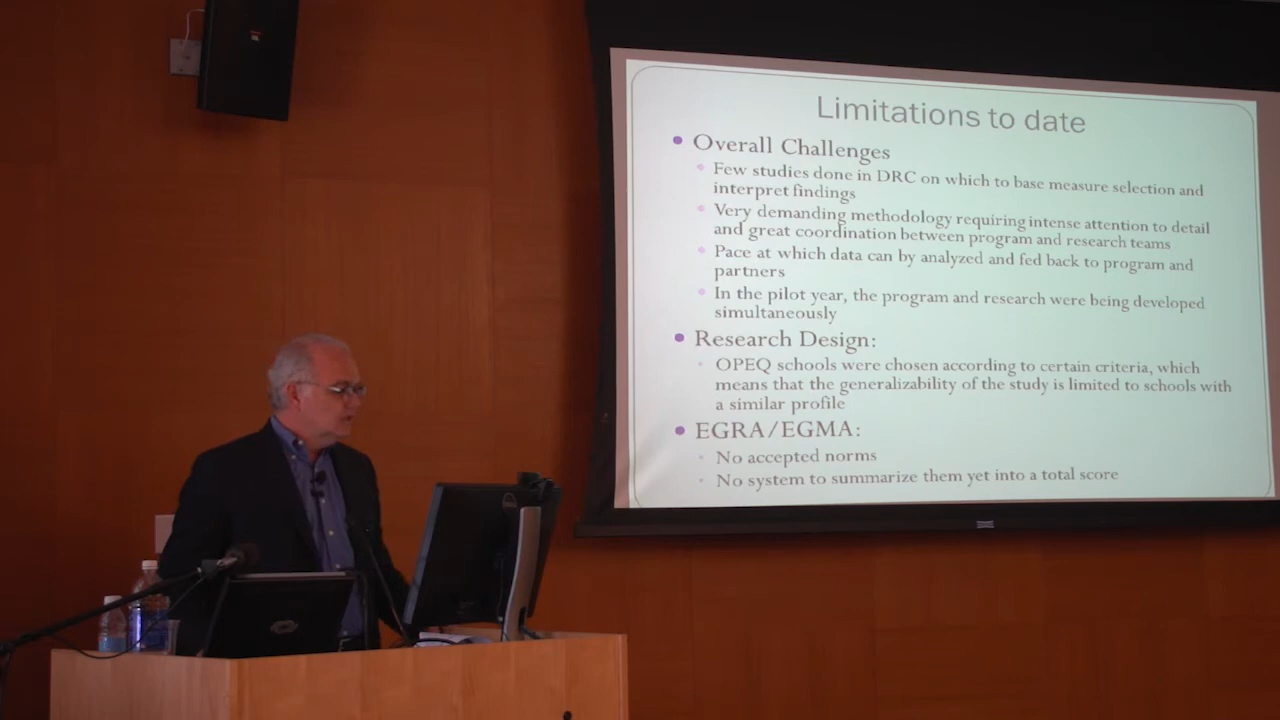 Limitations to date
Overall Challenges
Few studies done in DRC on which to base measure selection and
interpret findings
Very demanding methodology requiring intense attention to detail
and great coordination between program and research teams
Pace at which data can by analyzed and fed back to program and
partners
In the pilot year, the program and research were being developed
simultaneously
Research Design:
OPEQ schools were chosen according to certain criteria, which
means that the generalizability of the study is limited to schools with
a similar profile
EGRA/EGMA:
No accepted norms
No system to summarize them yet into a total score